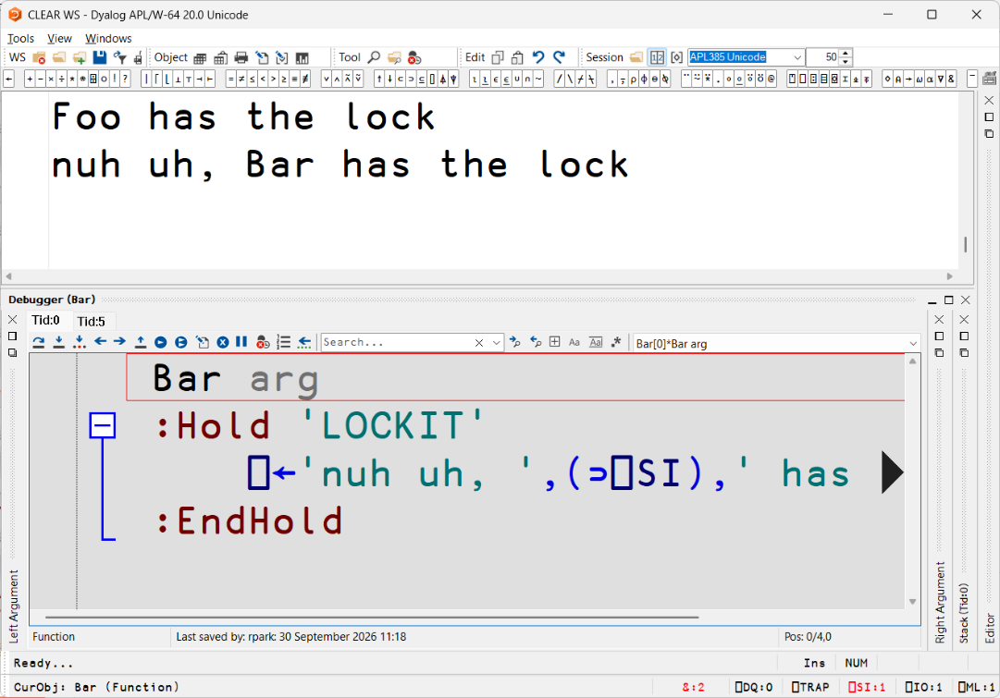 CLEAR WS - Dyalog APL/W-64 20.0 Unicode
Tools View Windows
WS Object Tool Edit Session APL385 Unicode 50
Foo has the lock
nuh uh, Bar has the lock
Debugger (Bar)
Tid:0 Tid:5
Search... Aa Aa Bar[0]*Bar arg
Bar arg
:Hold 'LOCKIT'
⎕←'nuh uh, ',(⊃⎕SI),' has
:EndHold
Left Argument
Right Argument
Stack (Tid:0)
Editor
Function Last saved by: rpark: 30 September 2026 11:18 Pos: 0/4,0
Ready... Ins NUM
CurObj: Bar (Function) &:2 ⎕DQ:0 ⎕TRAP ⎕SI:1 ⎕IO:1 ⎕ML:1